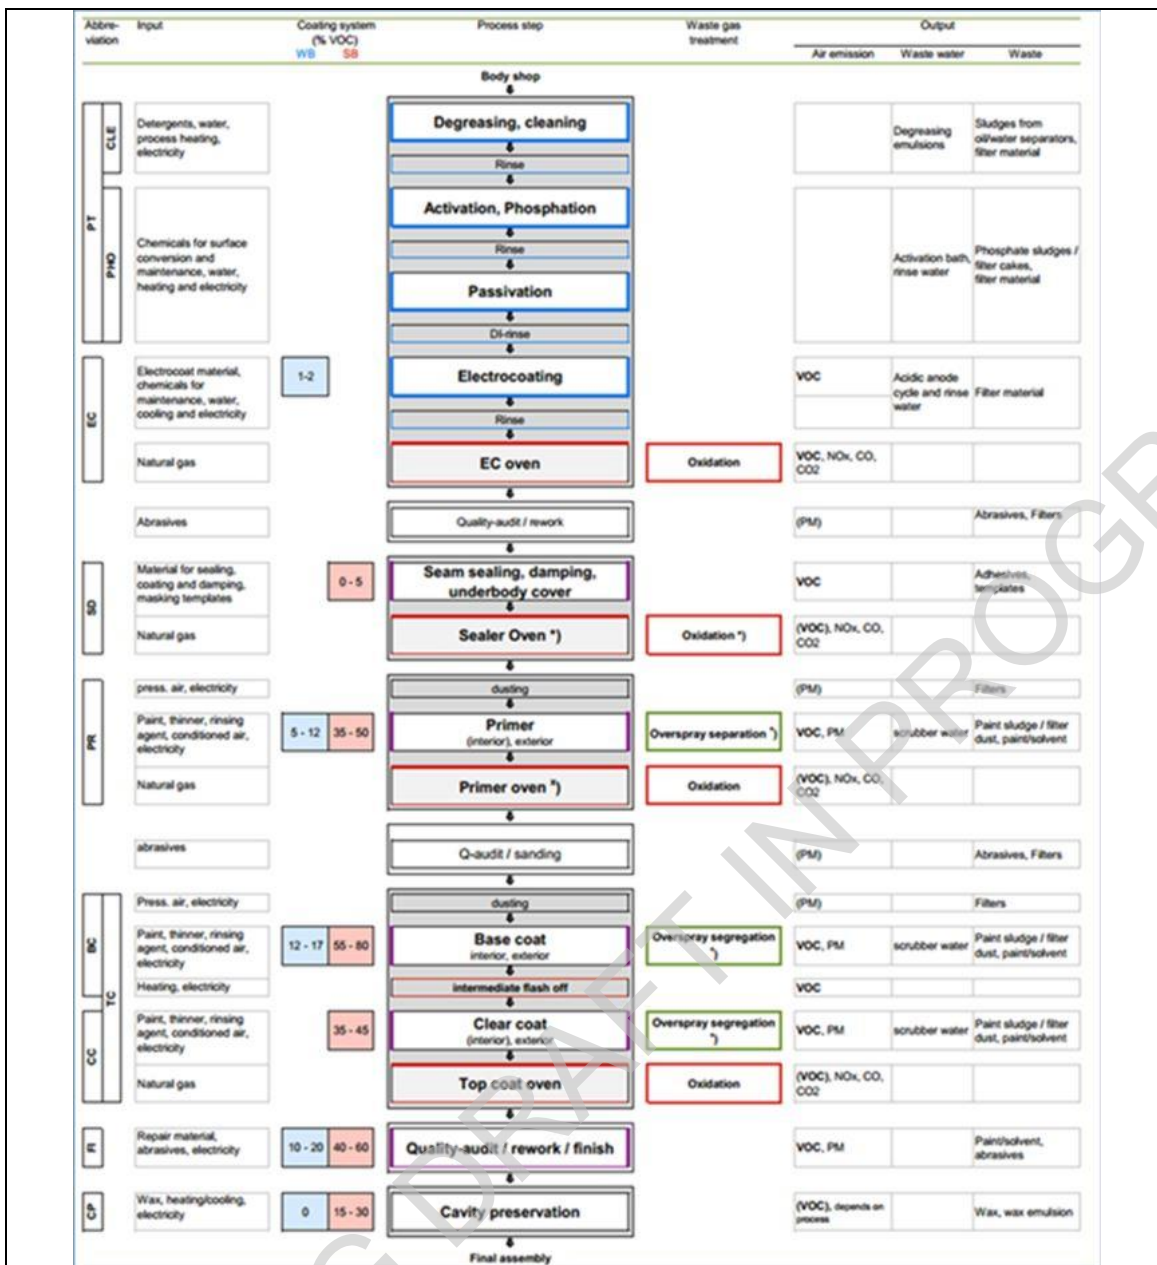 Abbre-
viation
Input
Coating system
(% VOC)
WB SB
Process step
Waste gas
treatment
Output
Air emission Waste water Waste
Body shop
PT
CLE
Detergents, water,
process heating,
electricity
Degreasing, cleaning
Degreasing
emulsions
Sludges from
oil/water separators,
filter material
Rinse
PHO
Chemicals for surface
conversion and
maintenance, water,
heating and electricity
Activation, Phosphation
Rinse
Passivation
DI-rinse
Activation bath,
rinse water
Phosphate sludges /
filter cakes,
filter material
EC
Electrocoat material,
chemicals for
maintenance, water,
cooling and electricity
1-2
Electrocoating
Rinse
VOC
Acidic anode
cycle and rinse
water
Filter material
Natural gas
EC oven
Oxidation
VOC, NOx, CO,
CO2
Abrasives
Quality-audit / rework
(PM)
Abrasives, Filters
SD
Material for sealing,
coating and damping,
masking templates
0 - 5
Seam sealing, damping,
underbody cover
VOC
Adhesives,
templates
Natural gas
Sealer Oven *)
Oxidation *)
(VOC), NOx, CO,
CO2
PR
press. air, electricity
dusting
(PM)
Filters
Paint, thinner, rinsing
agent, conditioned air,
electricity
5 - 12 35 - 50
Primer
(interior), exterior
Overspray separation *)
VOC, PM
scrubber water
Paint sludge / filter
dust, paint/solvent
Natural gas
Primer oven *)
Oxidation
(VOC), NOx, CO,
CO2
abrasives
Q-audit / sanding
(PM)
Abrasives, Filters
TC
BC
Press. air, electricity
dusting
(PM)
Filters
Paint, thinner, rinsing
agent, conditioned air,
electricity
12 - 17 55 - 80
Base coat
interior, exterior
Overspray segregation
*)
VOC, PM
scrubber water
Paint sludge / filter
dust, paint/solvent
Heating, electricity
intermediate flash off
VOC
CC
Paint, thinner, rinsing
agent, conditioned air,
electricity
35 - 45
Clear coat
(interior), exterior
Overspray segregation
*)
VOC, PM
scrubber water
Paint sludge / filter
dust, paint/solvent
Natural gas
Top coat oven
Oxidation
(VOC), NOx, CO,
CO2
FI
Repair material,
abrasives, electricity
10 - 20 40 - 60
Quality-audit / rework / finish
VOC, PM
Paint/solvent,
abrasives
CP
Wax, heating/cooling,
electricity
0 15 - 30
Cavity preservation
(VOC), depends on
process
Wax, wax emulsion
Final assembly
G DRAFT IN PROGR